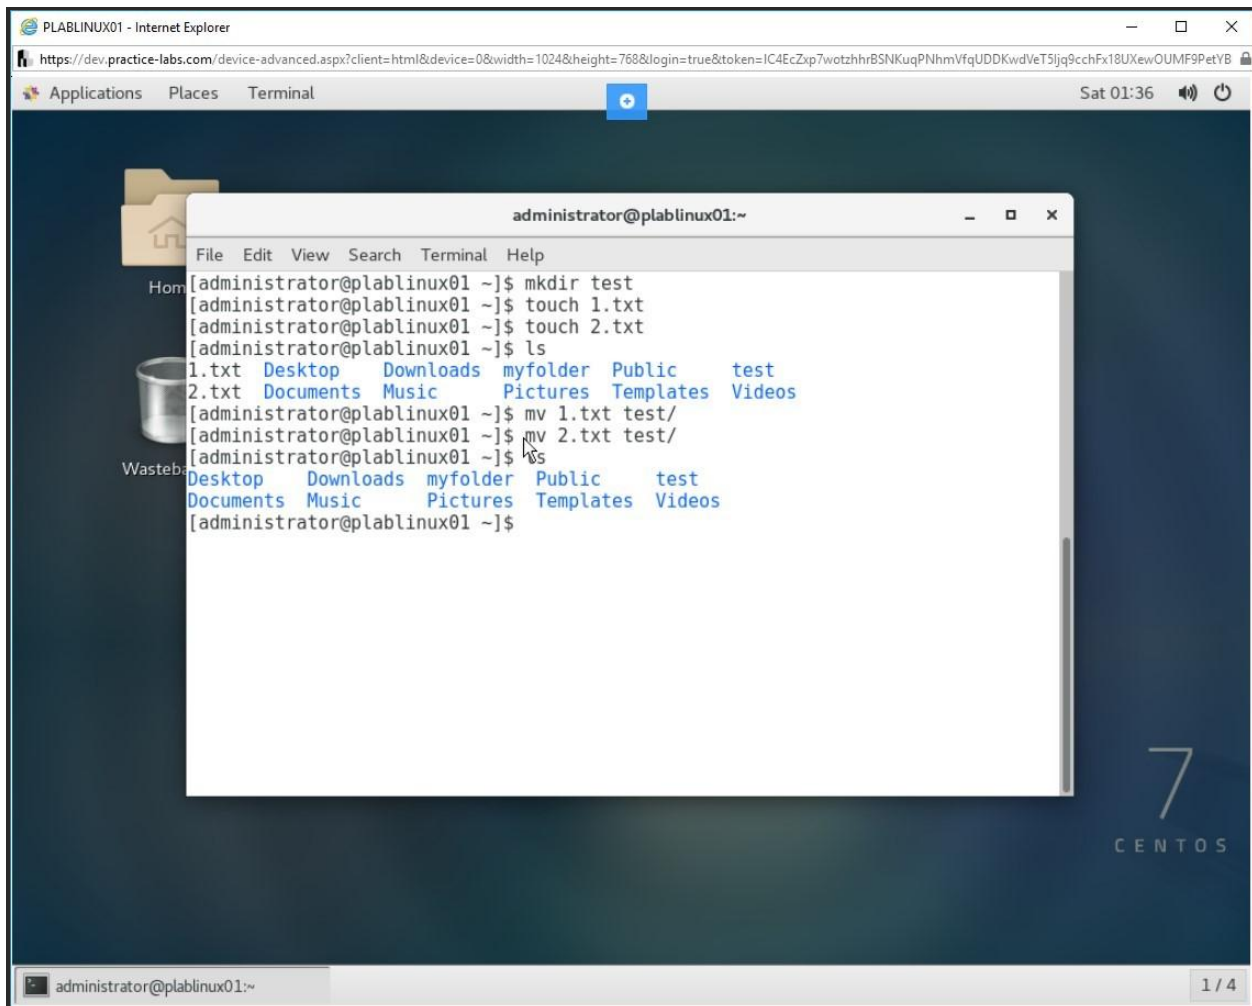 PLABLINUX01 - Internet Explorer
https://dev.practice-labs.com/device-advanced.aspx?client=html&device=0&width=1024&height=768&login=true&token=IC4EcZxp7wotzhhrBSNKuqPNhmVfqUDDKwdVeT5Ijq9cchFx18UXewOUMF9PetYB
Applications Places Terminal Sat 01:36
administrator@plablinux01:~
File Edit View Search Terminal Help
[administrator@plablinux01 ~]$ mkdir test
[administrator@plablinux01 ~]$ touch 1.txt
[administrator@plablinux01 ~]$ touch 2.txt
[administrator@plablinux01 ~]$ ls
1.txt Desktop Downloads myfolder Public test
2.txt Documents Music Pictures Templates Videos
[administrator@plablinux01 ~]$ mv 1.txt test/
[administrator@plablinux01 ~]$ mv 2.txt test/
[administrator@plablinux01 ~]$ ls
Desktop Downloads myfolder Public test
Documents Music Pictures Templates Videos
[administrator@plablinux01 ~]$
Hom
Wasteba
7
CENTOS
administrator@plablinux01:~
1 / 4